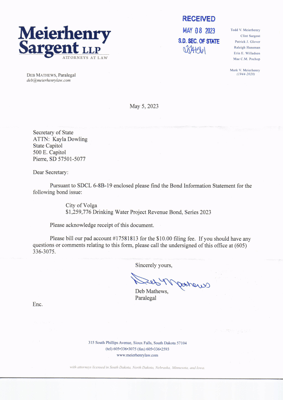 Meierhenry
Sargent LLP
ATTORNEYS AT LAW
RECEIVED
MAY 08 2023
S.D. SEC. OF STATE
Todd V. Meierhenry
Clint Sargent
Patrick J. Glover
Raleigh Hansman
Mark V. Meierhenry
DEB MATHEWS, Paralegal
deb@meierhenrylaw.com
May 5, 2023
Secretary of State
ATTN: Kayla Dowling
State Capitol
500 E. Capitol
Pierre, SD 57501-5077
Dear Secretary:
Pursuant to SDCL 6-8B-19 enclosed please find the Bond Information Statement for the
following bond issue:
City of Volga
$1,259,776 Drinking Water Project Revenue Bond, Series 2023
Please acknowledge receipt of this document.
Please bill our pad account #17581813 for the $10.00 filing fee. If you should have any
questions or comments relating to this form, please call the undersigned of this office at (605)
336-3075.
Sincerely yours,
Deb Mathews
Deb Mathews,
Paralegal
Enc.
315 South Phillips Avenue, Sioux Falls, South Dakota 57104
(tel) 605•336•3075 (fax) 605•336•2593
www.meierhenrylaw.com
with attorneys licensed in South Dakota, North Dakota, Nebraska, Minnesota, and Iowa